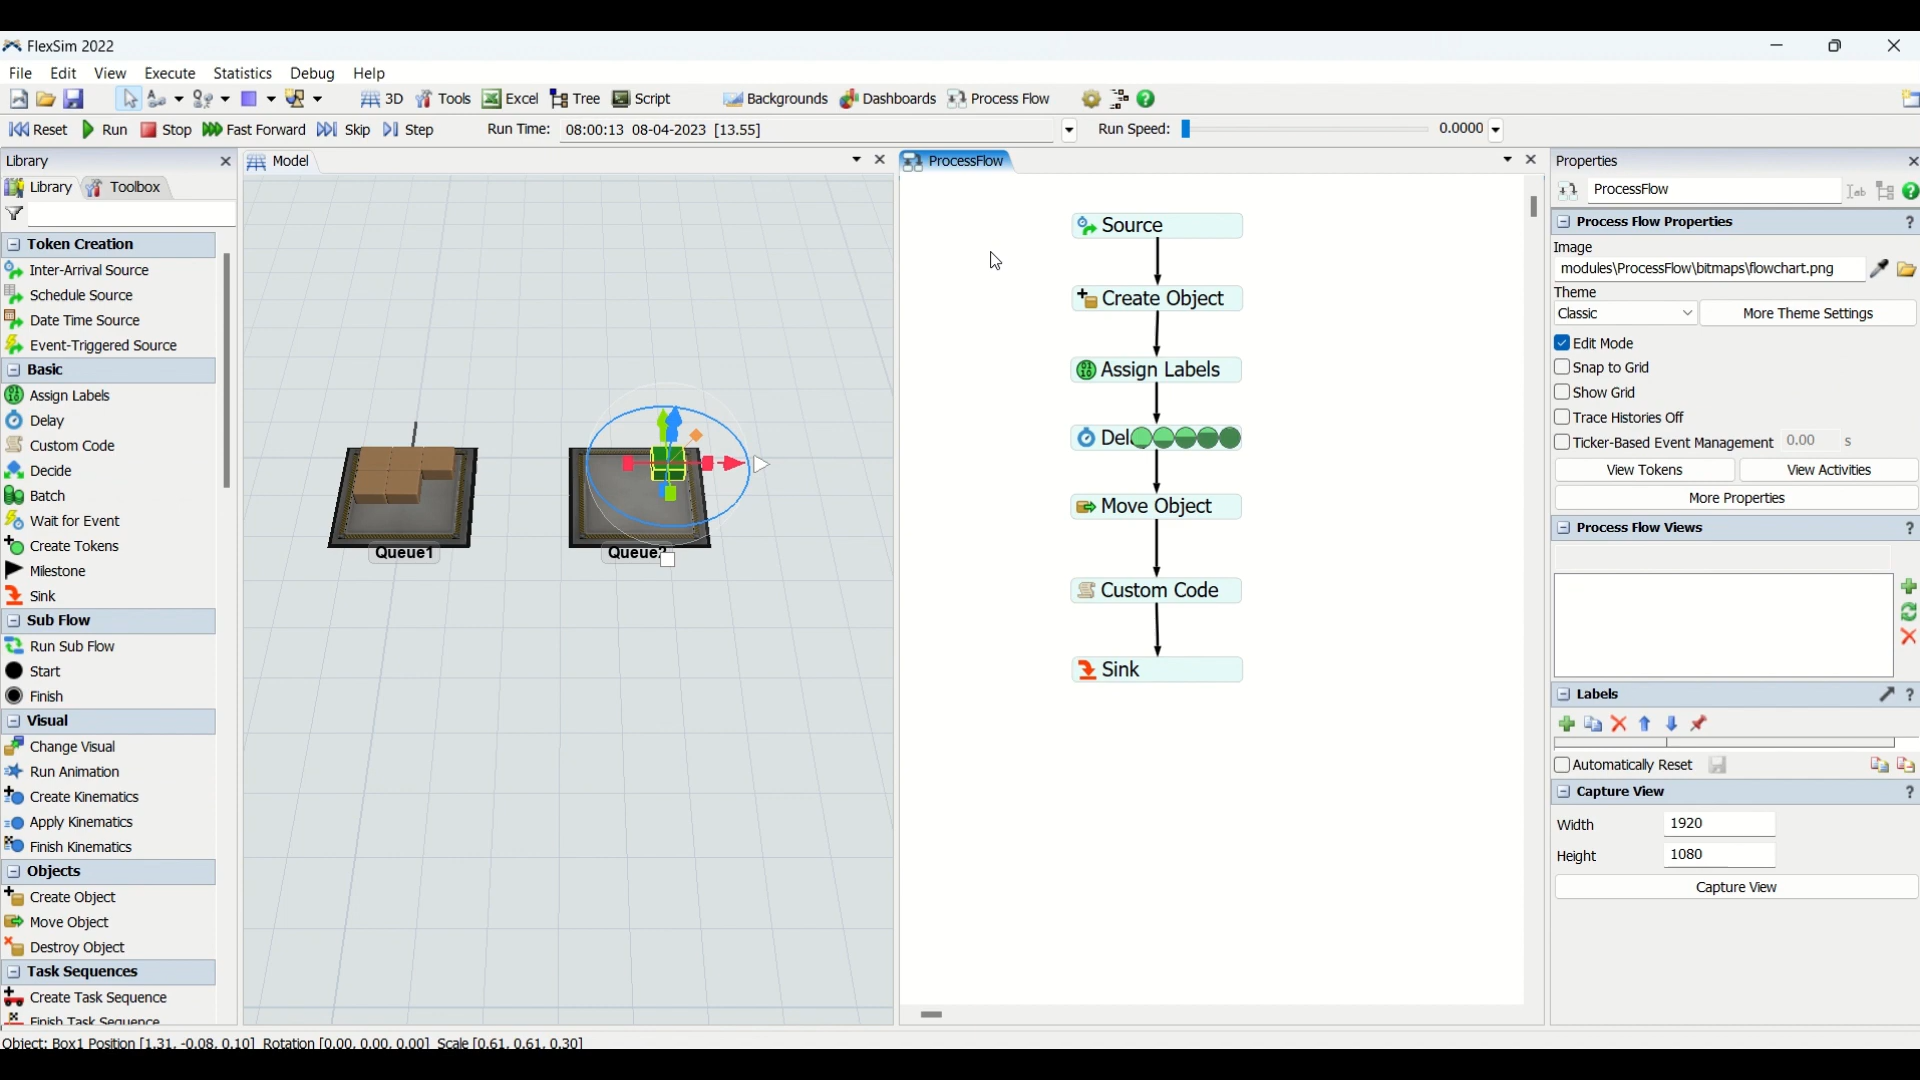 FlexSim 2022
File Edit View Execute Statistics Debug Help
3D Tools Excel Tree Script Backgrounds Dashboards Process Flow
Reset Run Stop Fast Forward Skip Step Run Time: 08:00:13 08-04-2023 [13.55] Run Speed: 0.0000
Library
Library Toolbox
Token Creation
Inter-Arrival Source
Schedule Source
Date Time Source
Event-Triggered Source
Basic
Assign Labels
Delay
Custom Code
Decide
Batch
Wait for Event
Create Tokens
Milestone
Sink
Sub Flow
Run Sub Flow
Start
Finish
Visual
Change Visual
Run Animation
Create Kinematics
Apply Kinematics
Finish Kinematics
Objects
Create Object
Move Object
Destroy Object
Task Sequences
Create Task Sequence
Finish Task Sequence
Model
Queue1
Queue2
ProcessFlow
Source
Create Object
Assign Labels
Del
Move Object
Custom Code
Sink
Properties
ProcessFlow
Process Flow Properties ?
Image
modules\ProcessFlow\bitmaps\flowchart.png
Theme
Classic More Theme Settings
Edit Mode
Snap to Grid
Show Grid
Trace Histories Off
Ticker-Based Event Management 0.00 s
View Tokens View Activities
More Properties
Process Flow Views ?
Labels ?
Automatically Reset
Capture View ?
Width 1920
Height 1080
Capture View
Object: Box1 Position [1.31, -0.08, 0.10] Rotation [0.00, 0.00, 0.00] Scale [0.61, 0.61, 0.30]